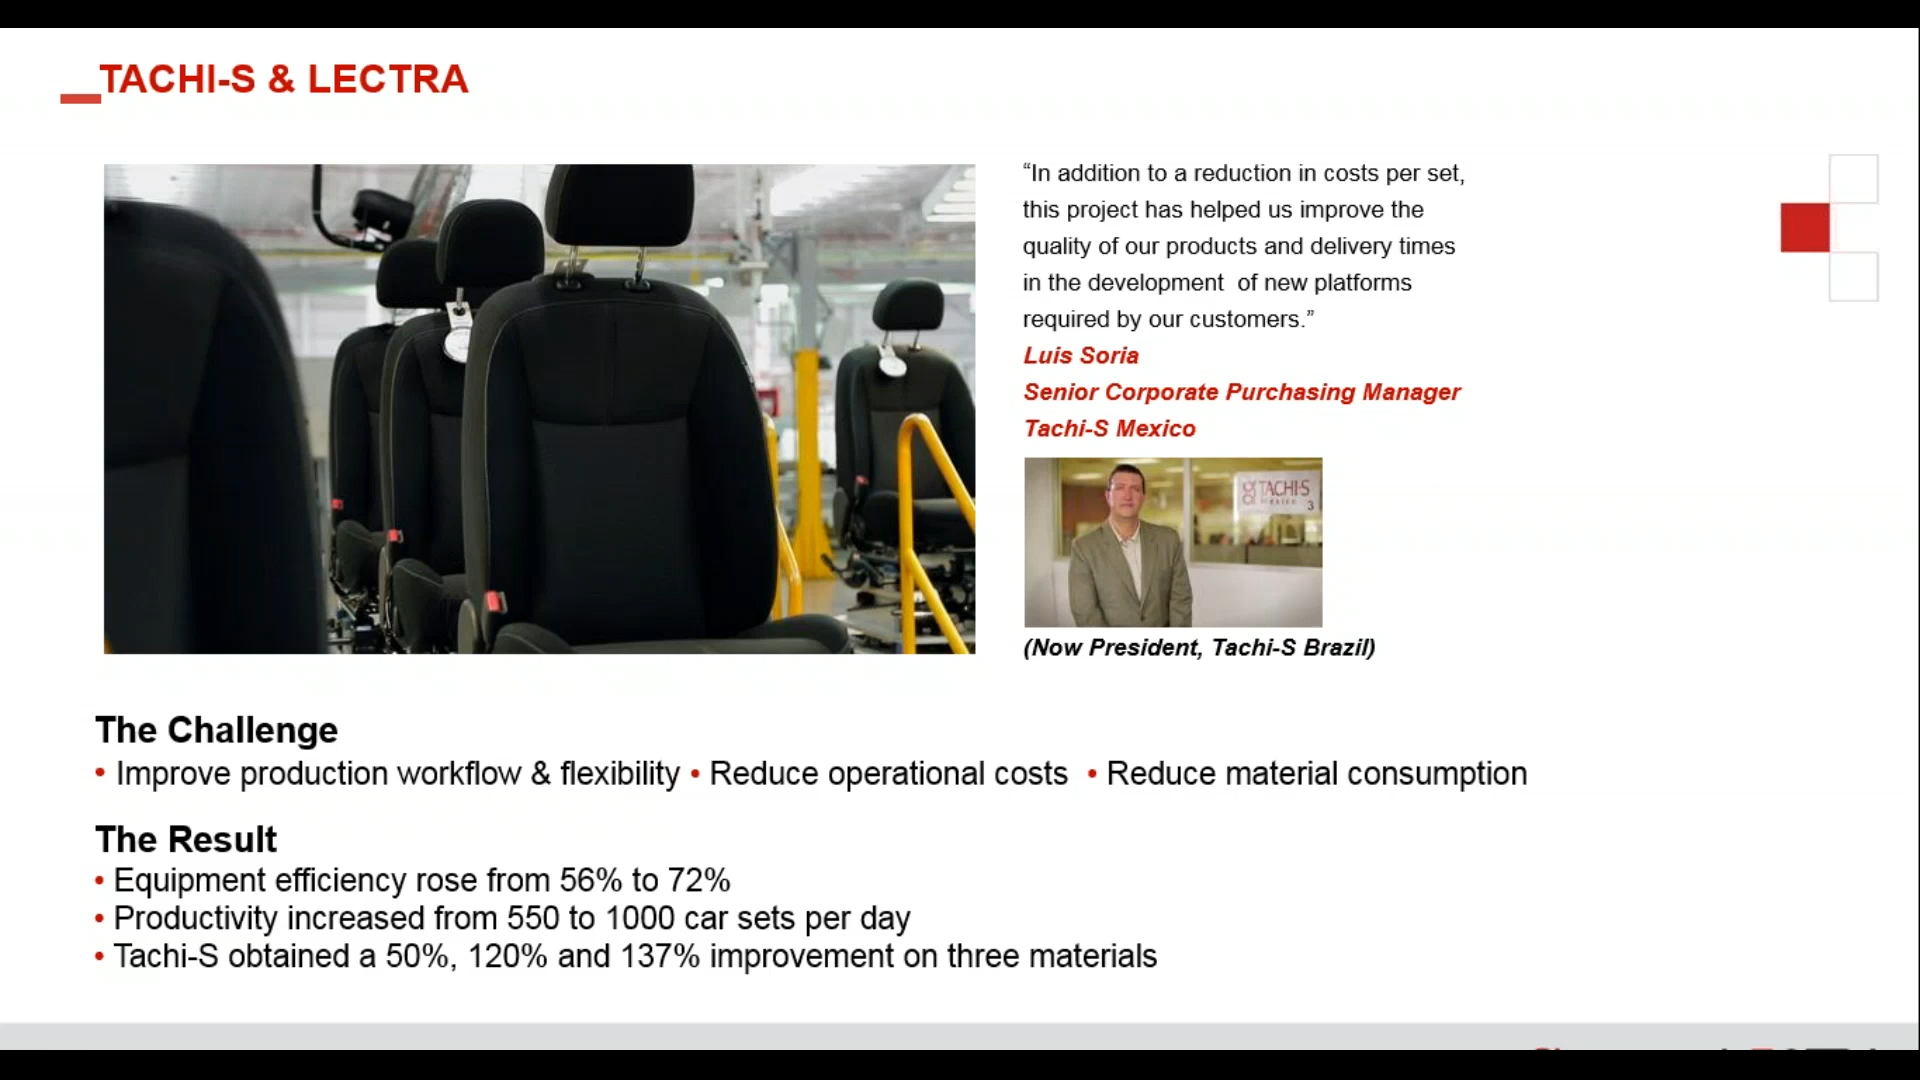 TACHI-S & LECTRA
“In addition to a reduction in costs per set,
this project has helped us improve the
quality of our products and delivery times
in the development  of new platforms
required by our customers.”
Luis Soria
Senior Corporate Purchasing Manager
Tachi-S Mexico
TACHI-S
3
(Now President, Tachi-S Brazil)
The Challenge
• Improve production workflow & flexibility • Reduce operational costs • Reduce material consumption
The Result
• Equipment efficiency rose from 56% to 72%
• Productivity increased from 550 to 1000 car sets per day
• Tachi-S obtained a 50%, 120% and 137% improvement on three materials